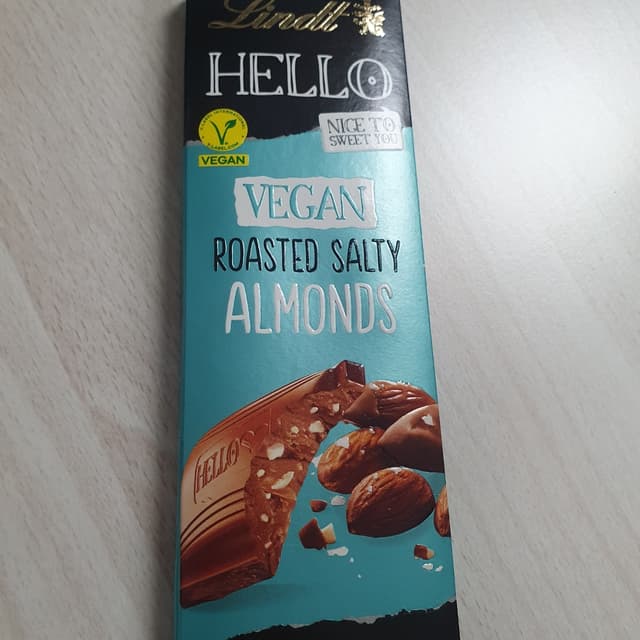 Lindt
HELLO
NICE TO
SWEET YOU
VEGAN
VEGAN
ROASTED SALTY
ALMONDS
HELLO